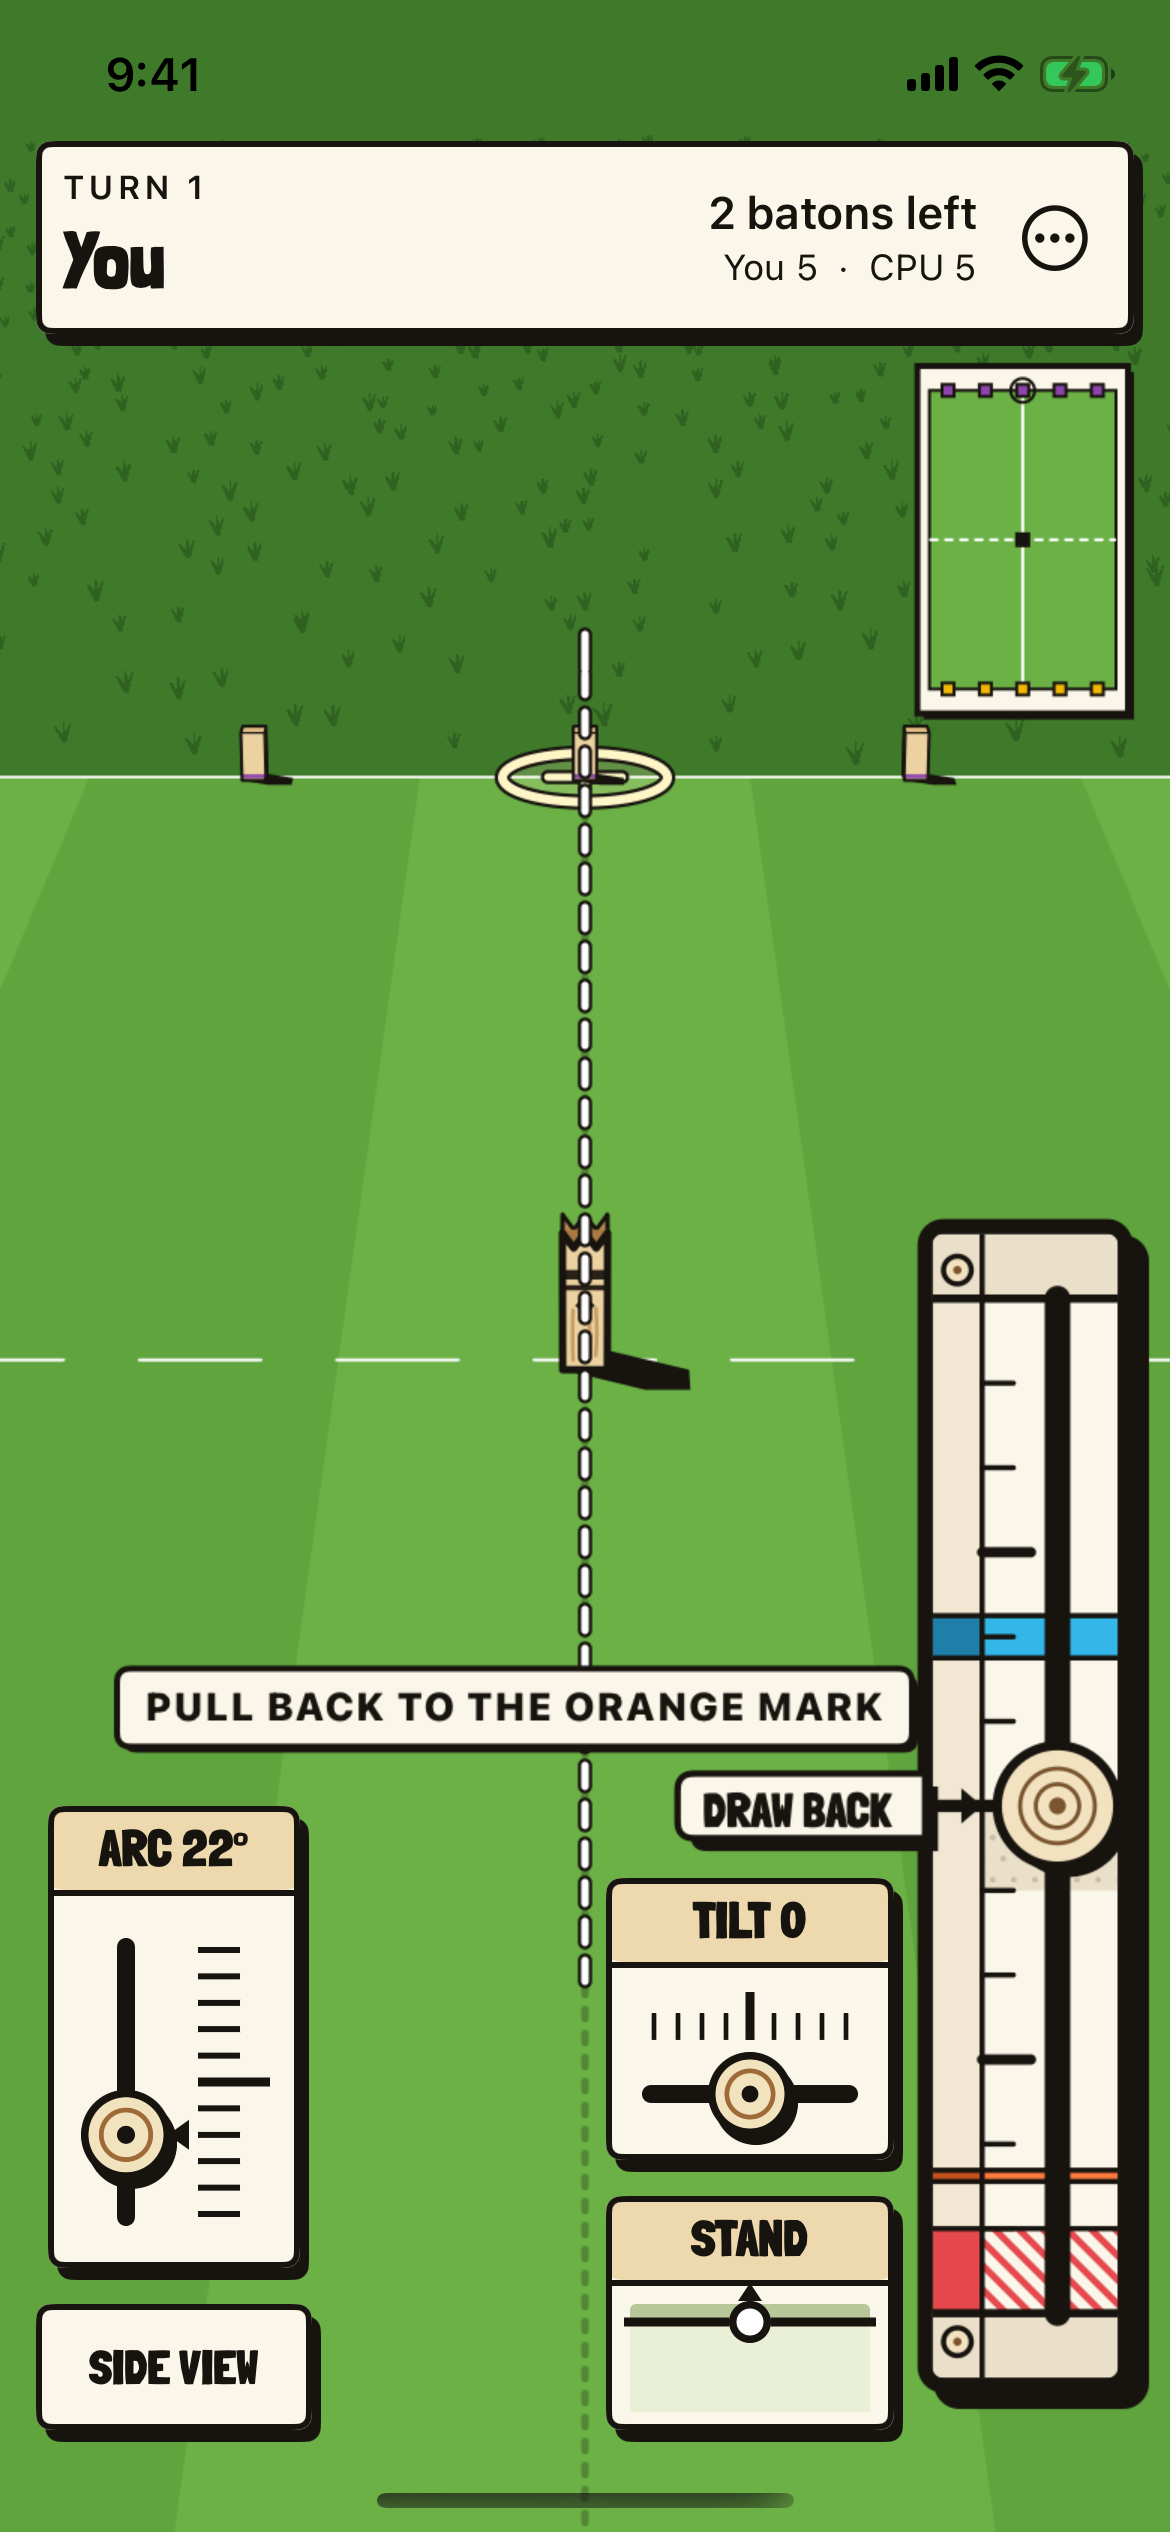 9:41
TURN 1
You
2 batons left
You 5 · CPU 5
PULL BACK TO THE ORANGE MARK
DRAW BACK
ARC 22°
TILT 0
STAND
SIDE VIEW